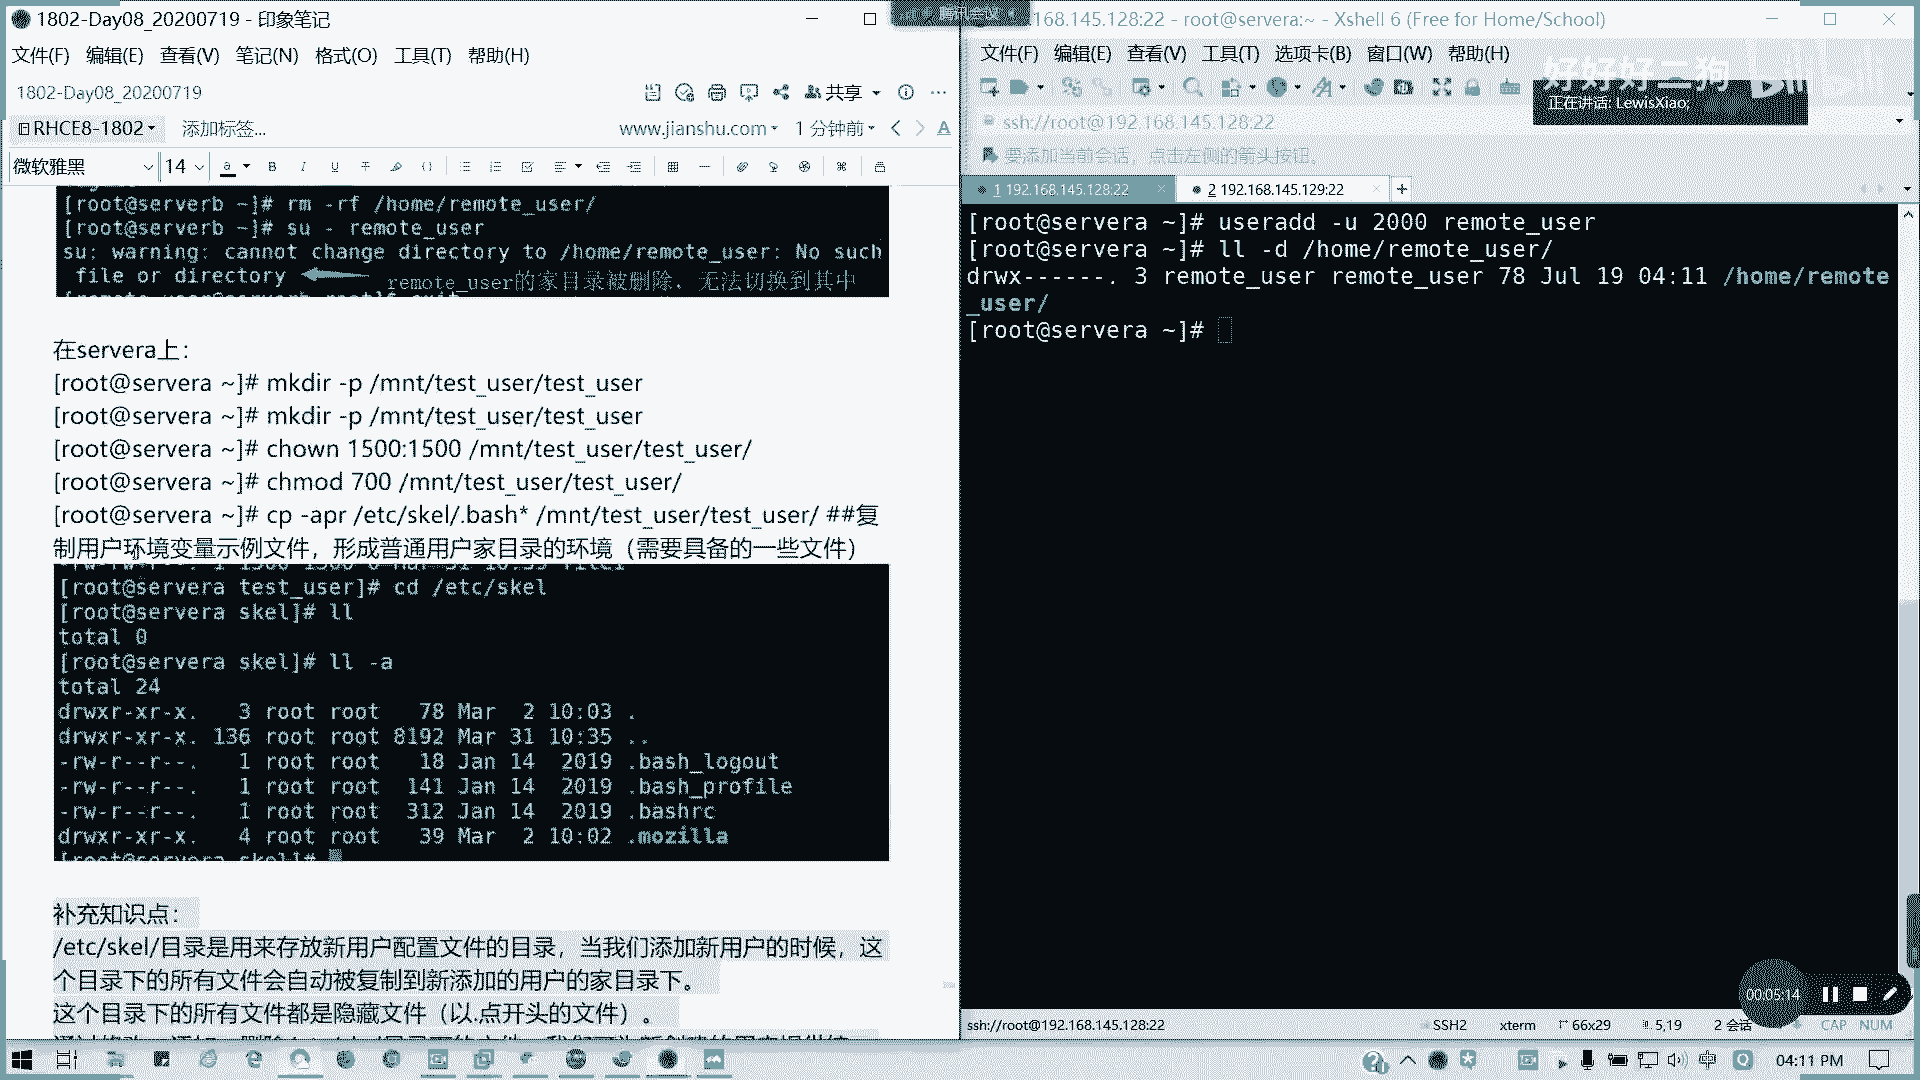 1802-Day08_20200719 - 印象笔记
文件(F) 编辑(E) 查看(V) 笔记(N) 格式(O) 工具(T) 帮助(H)
1802-Day08_20200719
共享
RHCE8-1802
添加标签...
www.jianshu.com
1 分钟前
微软雅黑
14
[root@serverb ~]# rm -rf /home/remote_user/
[root@serverb ~]# su - remote_user
su: warning: cannot change directory to /home/remote_user: No such
file or directory
remote_user的家目录被删除，无法切换到其中
在servera上：
[root@servera ~]# mkdir -p /mnt/test_user/test_user
[root@servera ~]# mkdir -p /mnt/test_user/test_user
[root@servera ~]# chown 1500:1500 /mnt/test_user/test_user/
[root@servera ~]# chmod 700 /mnt/test_user/test_user/
[root@servera ~]# cp -apr /etc/skel/.bash* /mnt/test_user/test_user/ ##复
制用户环境变量示例文件，形成普通用户家目录的环境（需要具备的一些文件）
[root@servera test_user]# cd /etc/skel
[root@servera skel]# ll
total 0
[root@servera skel]# ll -a
total 24
drwxr-xr-x. 3 root root 78 Mar 2 10:03 .
drwxr-xr-x. 136 root root 8192 Mar 31 10:35 ..
-rw-r--r--. 1 root root 18 Jan 14 2019 .bash_logout
-rw-r--r--. 1 root root 141 Jan 14 2019 .bash_profile
-rw-r--r--. 1 root root 312 Jan 14 2019 .bashrc
drwxr-xr-x. 4 root root 39 Mar 2 10:02 .mozilla
[root@servera skel]#
补充知识点：
/etc/skel/目录是用来存放新用户配置文件的目录，当我们添加新用户的时候，这
个目录下的所有文件会自动被复制到新添加的用户的家目录下。
这个目录下的所有文件都是隐藏文件（以.点开头的文件）。
腾讯会议
168.145.128:22 - root@servera:~ - Xshell 6 (Free for Home/School)
文件(F) 编辑(E) 查看(V) 工具(T) 选项卡(B) 窗口(W) 帮助(H)
好好好二狗
正在讲话: LewisXiao;
ssh://root@192.168.145.128:22
要添加当前会话，点击左侧的箭头按钮。
1 192.168.145.128:22
2 192.168.145.129:22
[root@servera ~]# useradd -u 2000 remote_user
[root@servera ~]# ll -d /home/remote_user/
drwx------. 3 remote_user remote_user 78 Jul 19 04:11 /home/remote
_user/
[root@servera ~]#
00:05:14
ssh://root@192.168.145.128:22
SSH2
xterm
66x29
5,19
2 会话
CAP NUM
中
04:11 PM